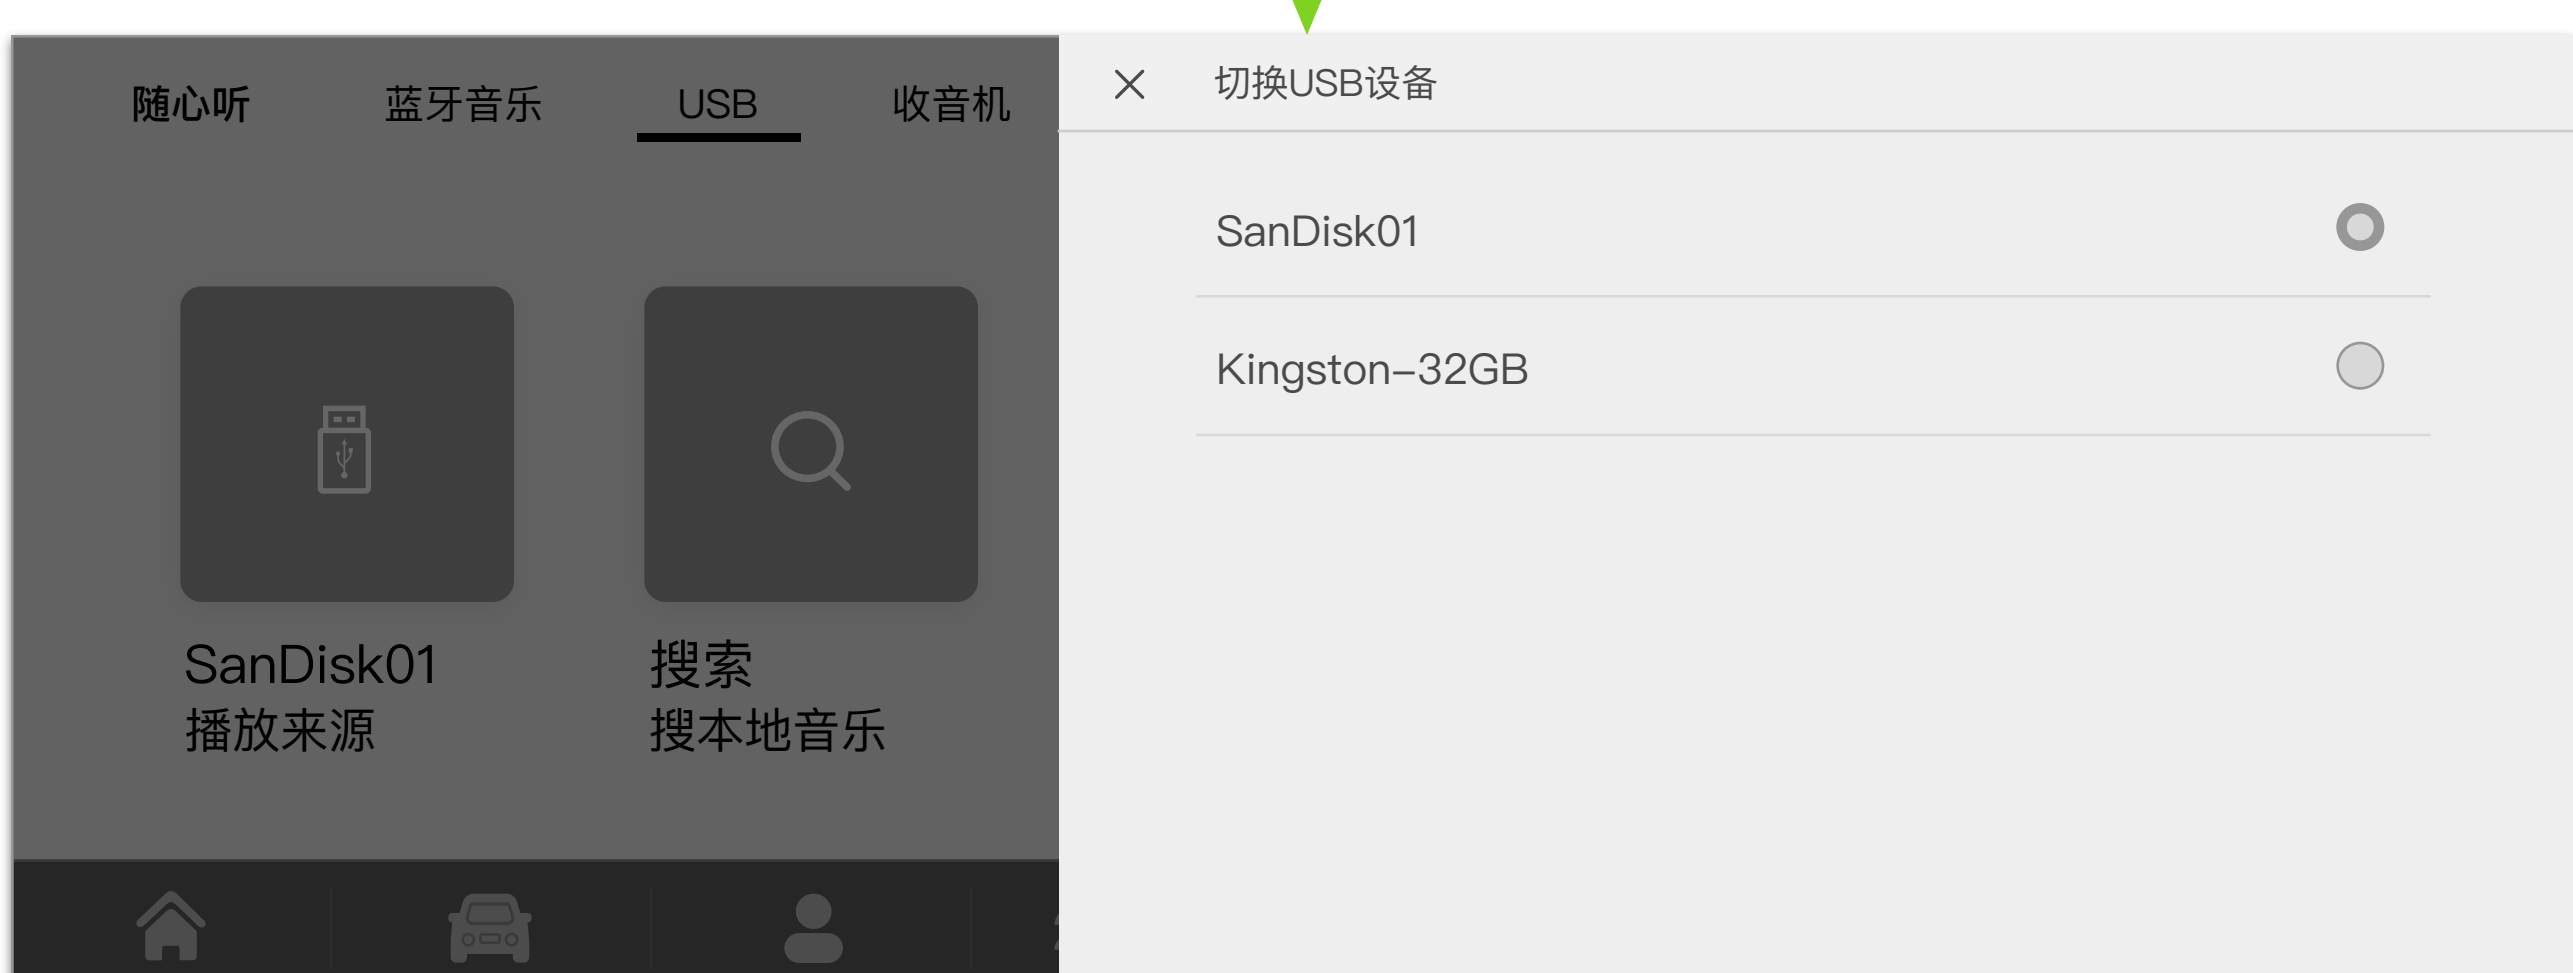 随心听 蓝牙音乐 USB 收音机
SanDisk01
播放来源
搜索
搜本地音乐
切换USB设备
SanDisk01
Kingston-32GB